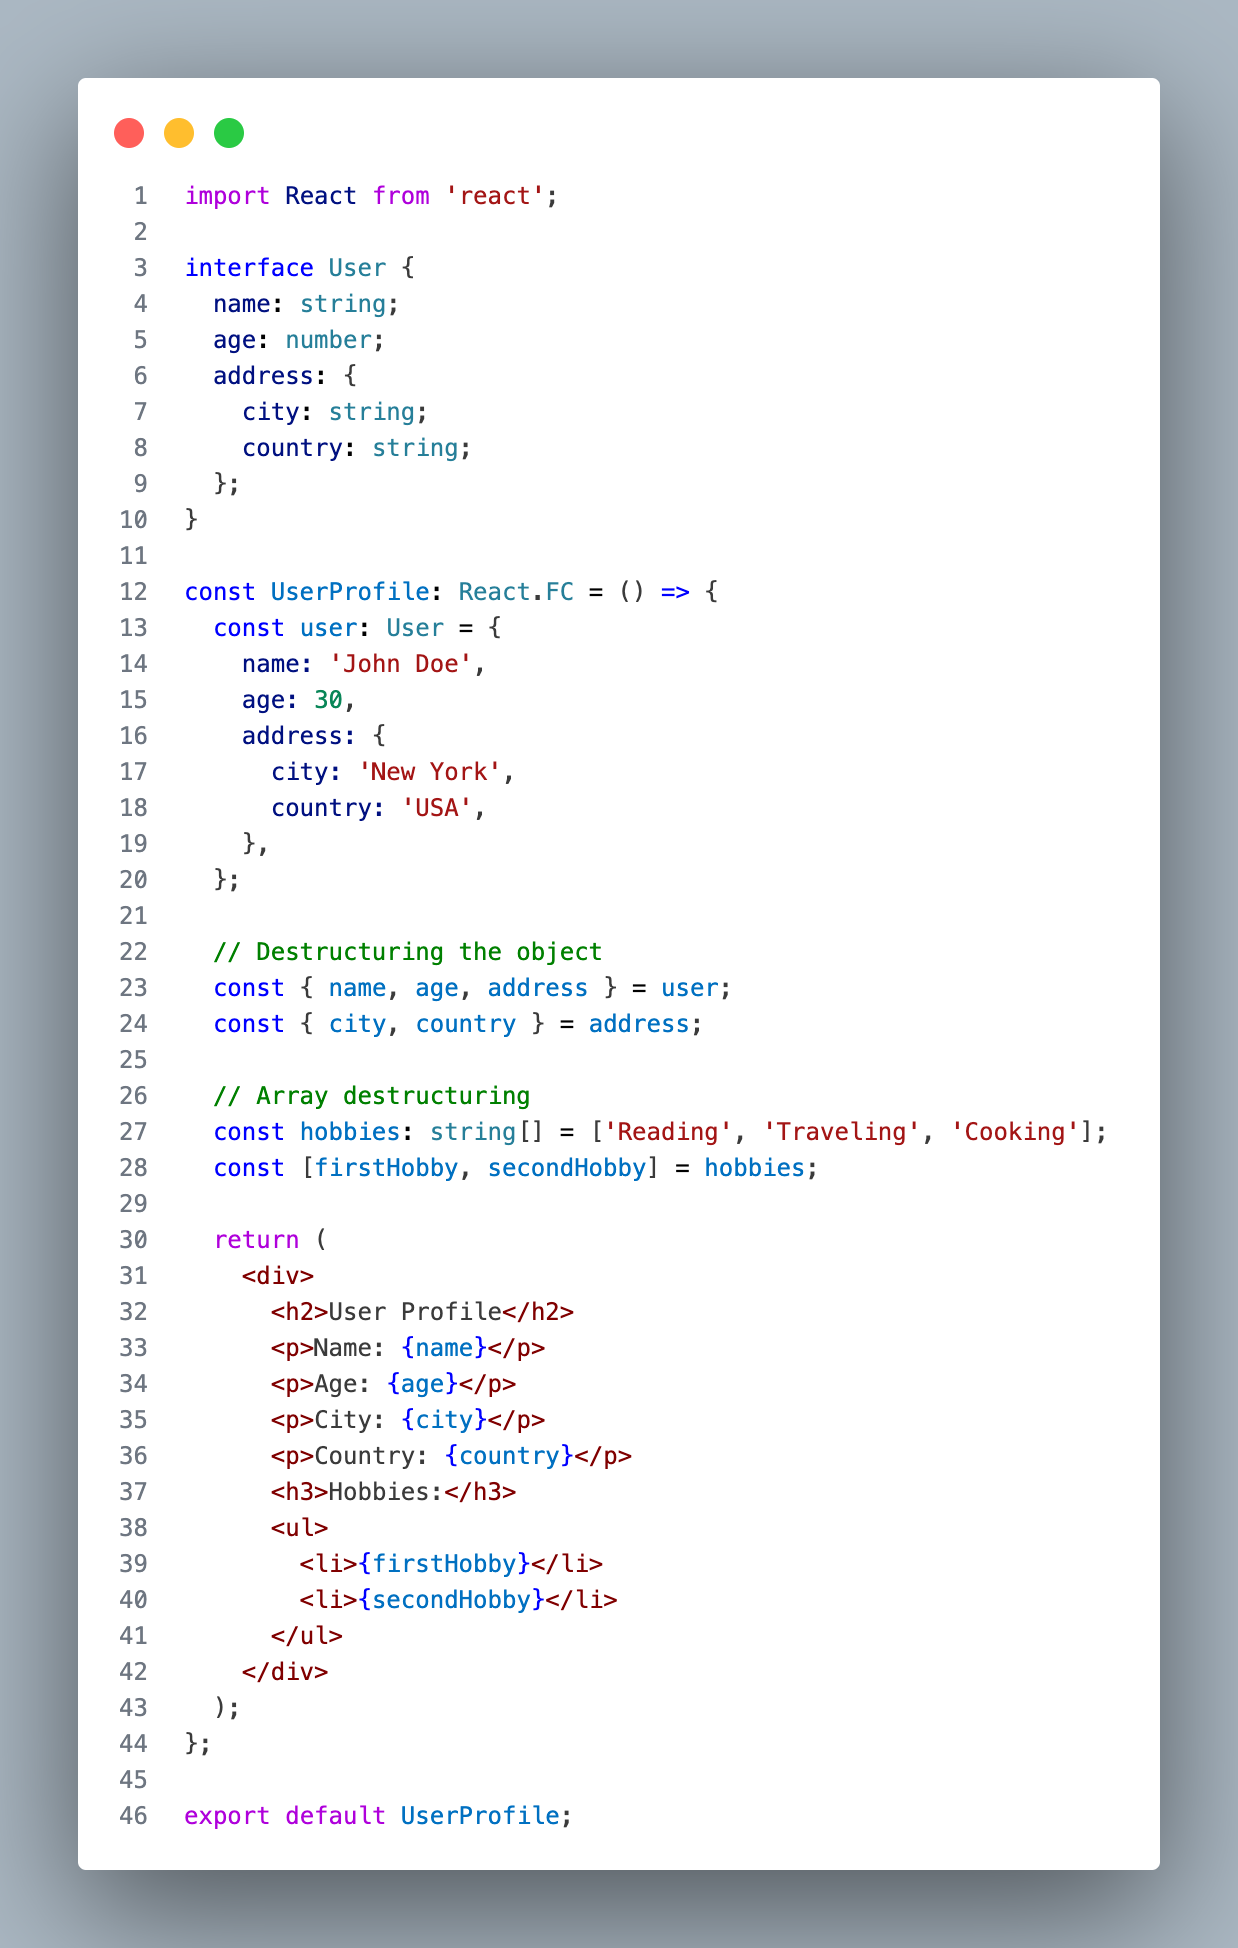 1 import React from 'react';
2
3 interface User {
4   name: string;
5   age: number;
6   address: {
7     city: string;
8     country: string;
9   };
10 }
11
12 const UserProfile: React.FC = () => {
13   const user: User = {
14     name: 'John Doe',
15     age: 30,
16     address: {
17       city: 'New York',
18       country: 'USA',
19     },
20   };
21
22   // Destructuring the object
23   const { name, age, address } = user;
24   const { city, country } = address;
25
26   // Array destructuring
27   const hobbies: string[] = ['Reading', 'Traveling', 'Cooking'];
28   const [firstHobby, secondHobby] = hobbies;
29
30   return (
31     <div>
32       <h2>User Profile</h2>
33       <p>Name: {name}</p>
34       <p>Age: {age}</p>
35       <p>City: {city}</p>
36       <p>Country: {country}</p>
37       <h3>Hobbies:</h3>
38       <ul>
39         <li>{firstHobby}</li>
40         <li>{secondHobby}</li>
41       </ul>
42     </div>
43   );
44 };
45
46 export default UserProfile;